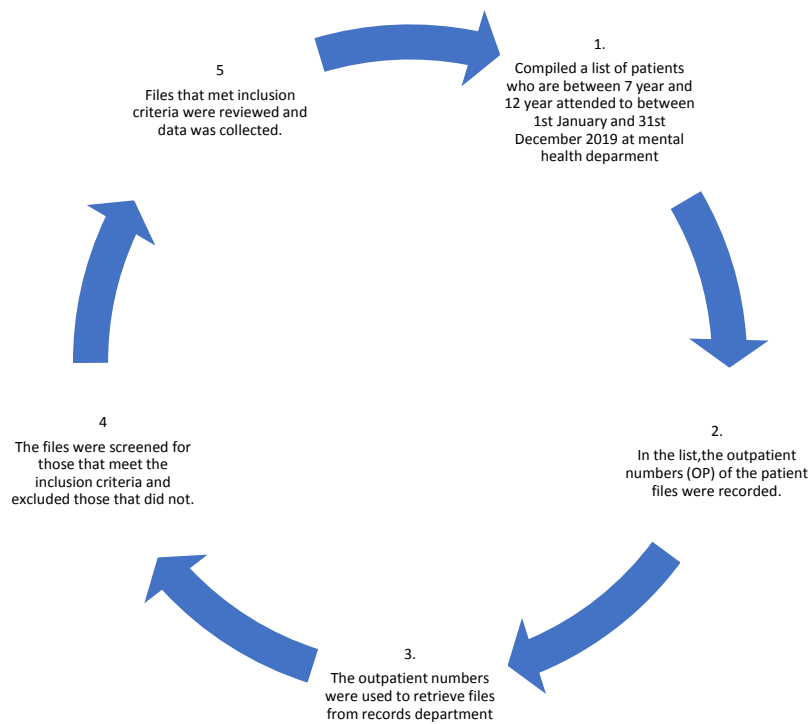 1.
Compiled a list of patients
who are between 7 year and
12 year attended to between
1st January and 31st
December 2019 at mental
health deparment
2.
In the list,the outpatient
numbers (OP) of the patient
files were recorded.
3.
The outpatient numbers
were used to retrieve files
from records department
4
The files were screened for
those that meet the
inclusion criteria and
excluded those that did not.
5
Files that met inclusion
criteria were reviewed and
data was collected.